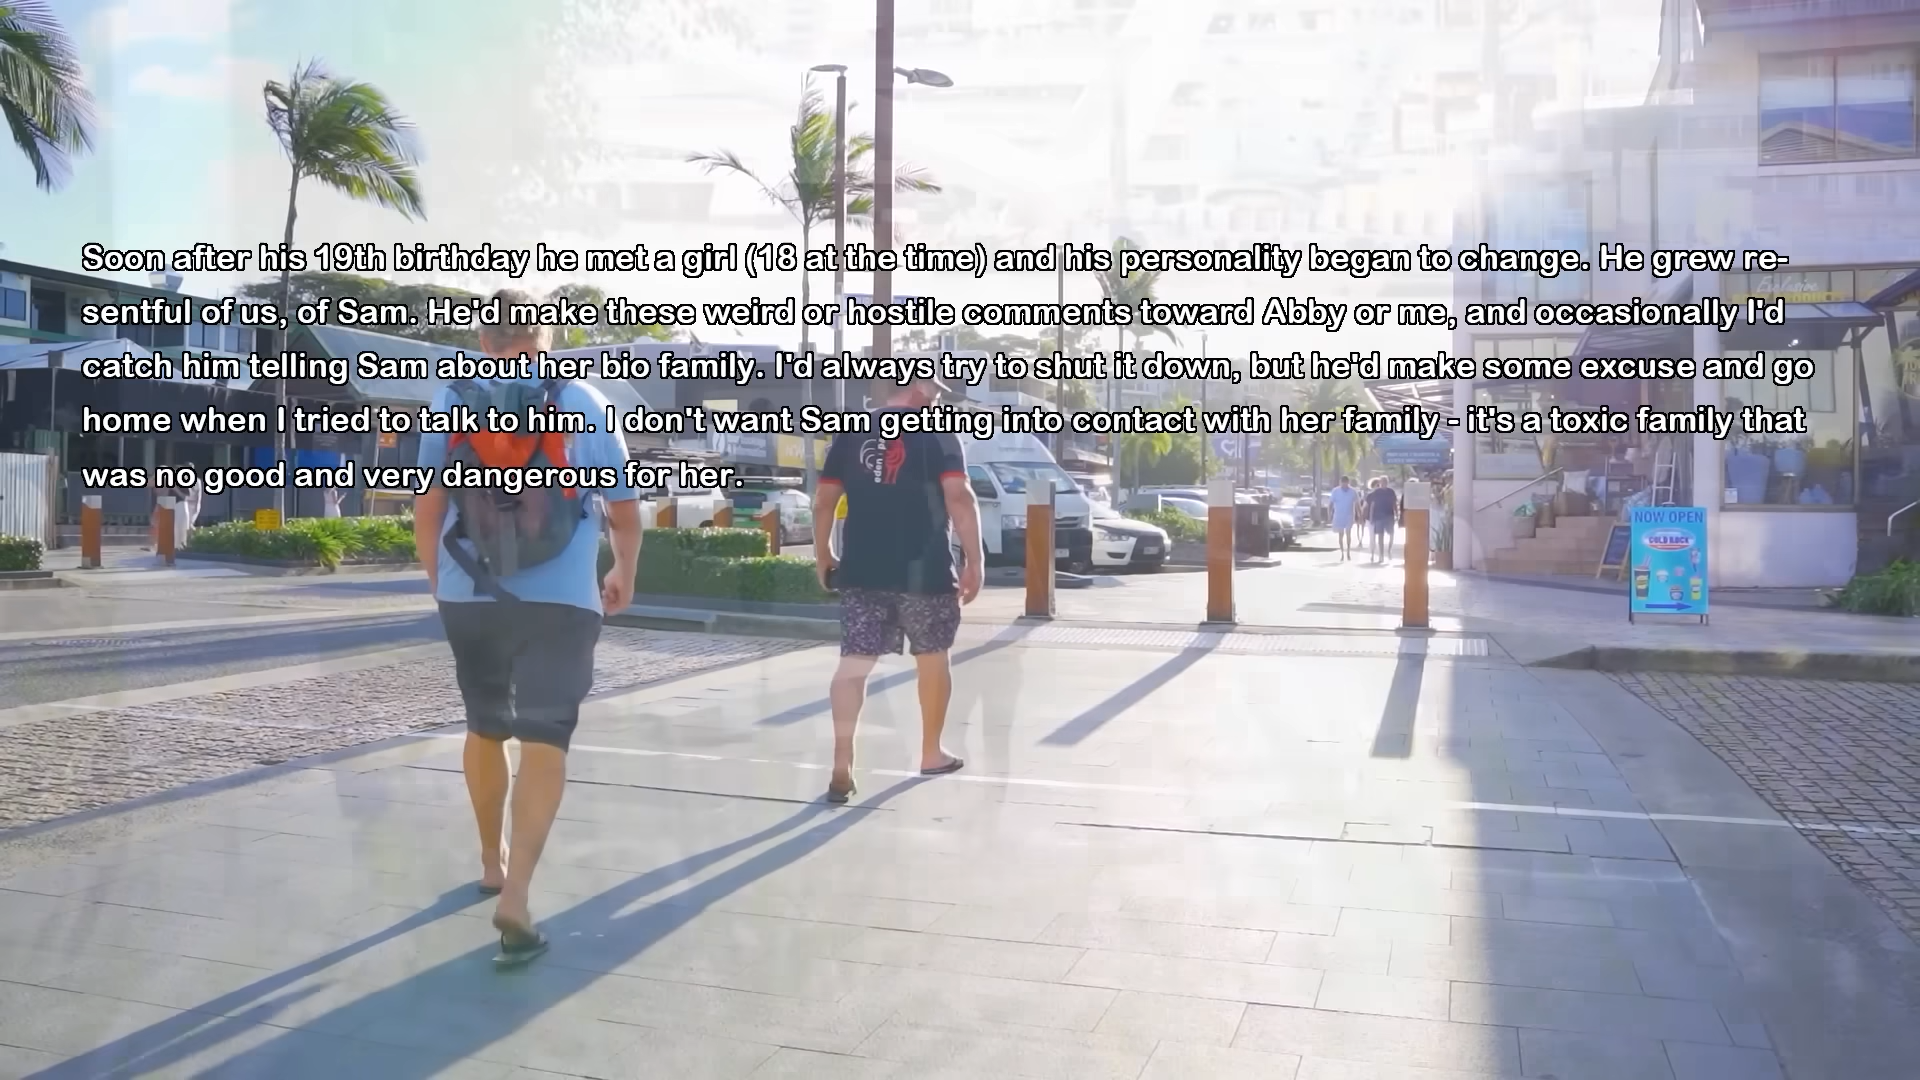 Soon after his 19th birthday he met a girl (18 at the time) and his personality began to change. He grew re-
sentful of us, of Sam. He'd make these weird or hostile comments toward Abby or me, and occasionally I'd
catch him telling Sam about her bio family. I'd always try to shut it down, but he'd make some excuse and go
home when I tried to talk to him. I don't want Sam getting into contact with her family - it's a toxic family that
was no good and very dangerous for her.
NOW OPEN
COLD ROCK